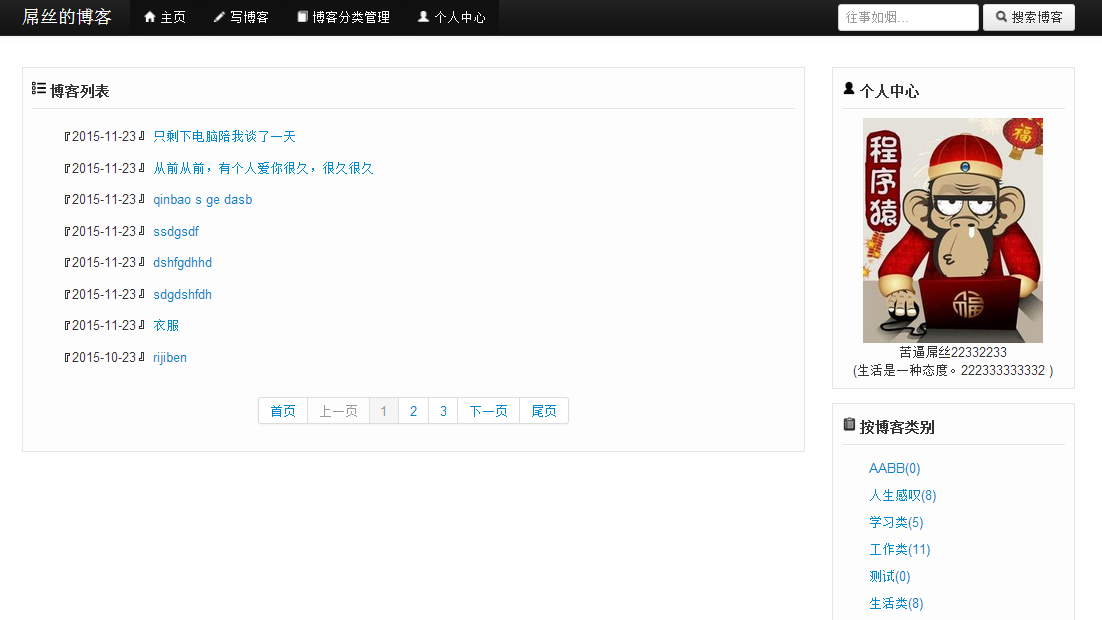 屌丝的博客 主页 写博客 博客分类管理 个人中心 往事如烟... 搜索博客
博客列表
『2015-11-23』 只剩下电脑陪我谈了一天
『2015-11-23』 从前从前，有个人爱你很久，很久很久
『2015-11-23』 qinbao s ge dasb
『2015-11-23』 ssdgsdf
『2015-11-23』 dshfgdhhd
『2015-11-23』 sdgdshfdh
『2015-11-23』 衣服
『2015-10-23』 rijiben
首页 上一页 1 2 3 下一页 尾页
个人中心
程序猿
福
福
苦逼屌丝22332233
(生活是一种态度。222333333332 )
按博客类别
AABB(0)
人生感叹(8)
学习类(5)
工作类(11)
测试(0)
生活类(8)